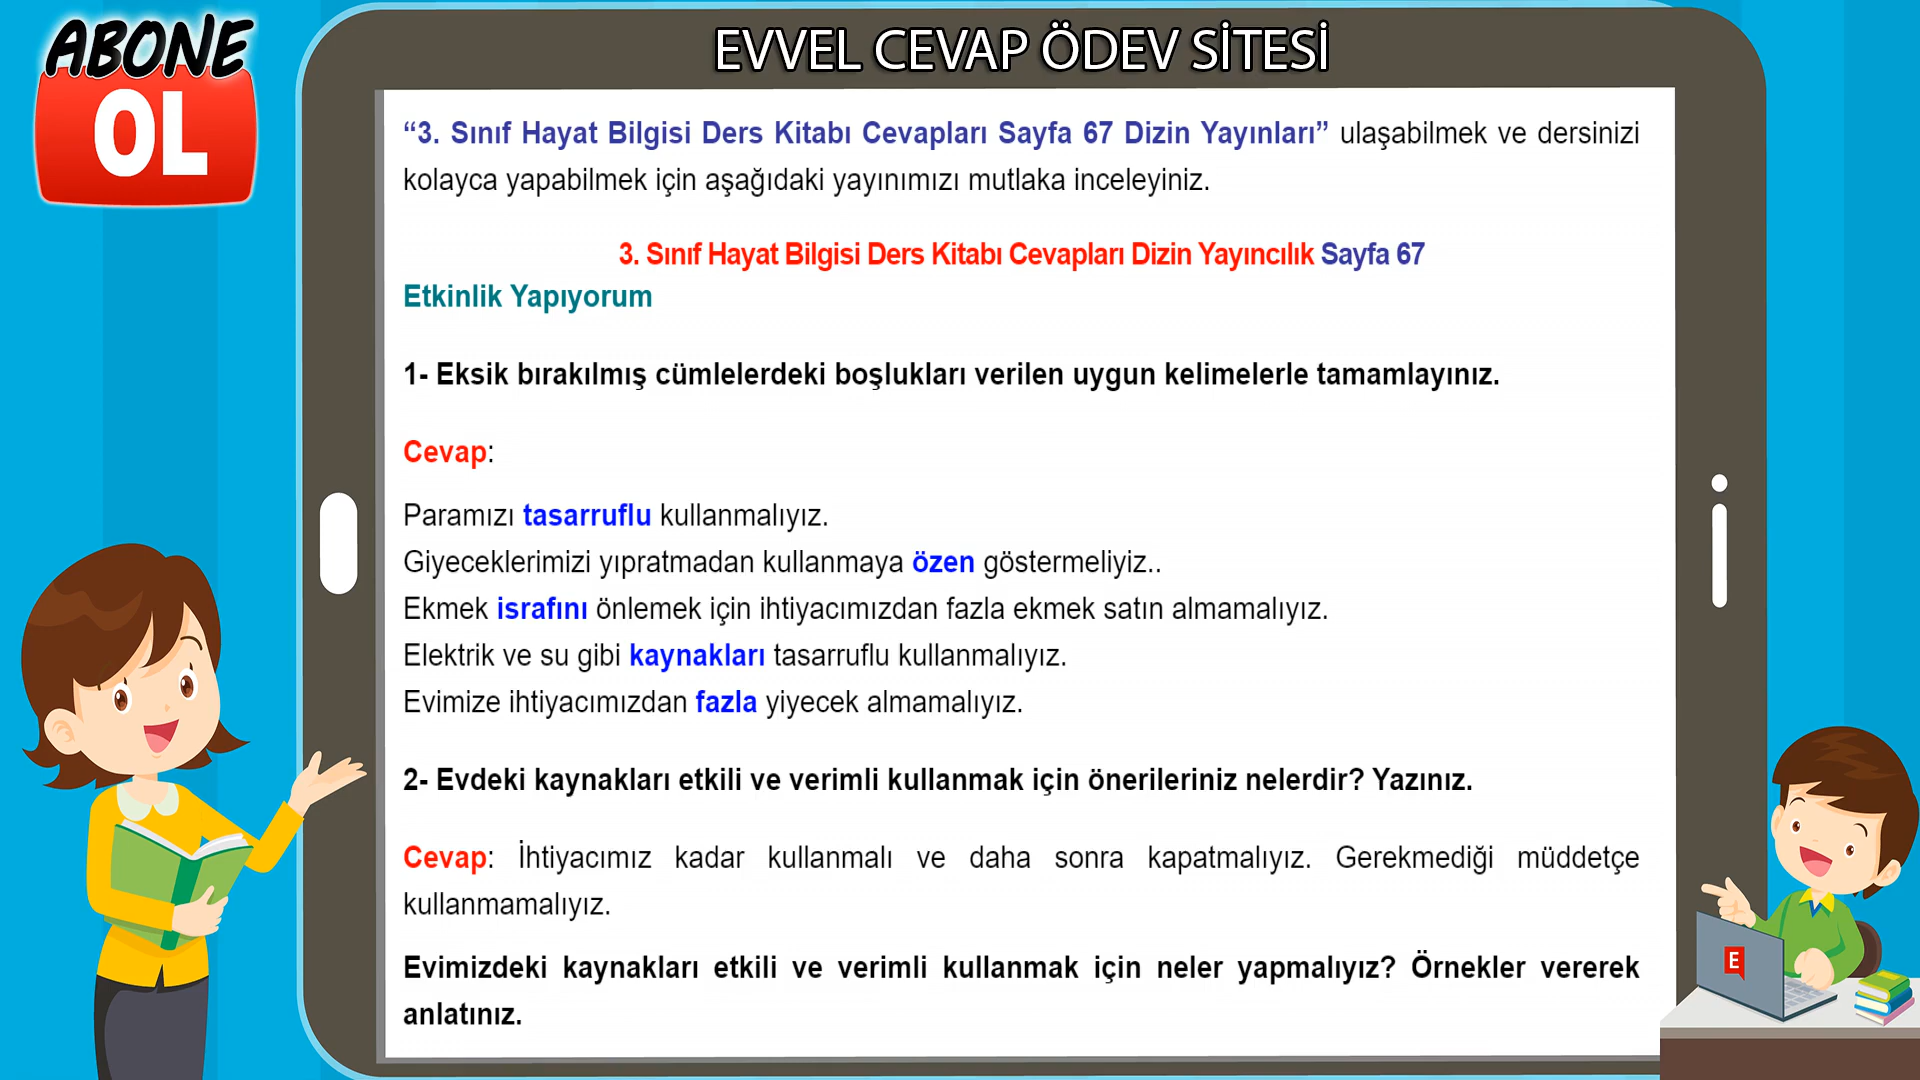 ABONE
OL
EVVEL CEVAP ÖDEV SİTESİ
“3. Sınıf Hayat Bilgisi Ders Kitabı Cevapları Sayfa 67 Dizin Yayınları” ulaşabilmek ve dersinizi
kolayca yapabilmek için aşağıdaki yayınımızı mutlaka inceleyiniz.
3. Sınıf Hayat Bilgisi Ders Kitabı Cevapları Dizin Yayıncılık Sayfa 67
Etkinlik Yapıyorum
1- Eksik bırakılmış cümlelerdeki boşlukları verilen uygun kelimelerle tamamlayınız.
Cevap:
Paramızı tasarruflu kullanmalıyız.
Giyeceklerimizi yıpratmadan kullanmaya özen göstermeliyiz..
Ekmek israfını önlemek için ihtiyacımızdan fazla ekmek satın almamalıyız.
Elektrik ve su gibi kaynakları tasarruflu kullanmalıyız.
Evimize ihtiyacımızdan fazla yiyecek almamalıyız.
2- Evdeki kaynakları etkili ve verimli kullanmak için önerileriniz nelerdir? Yazınız.
Cevap: İhtiyacımız kadar kullanmalı ve daha sonra kapatmalıyız. Gerekmediği müddetçe
kullanmamalıyız.
Evimizdeki kaynakları etkili ve verimli kullanmak için neler yapmalıyız? Örnekler vererek
anlatınız.
E